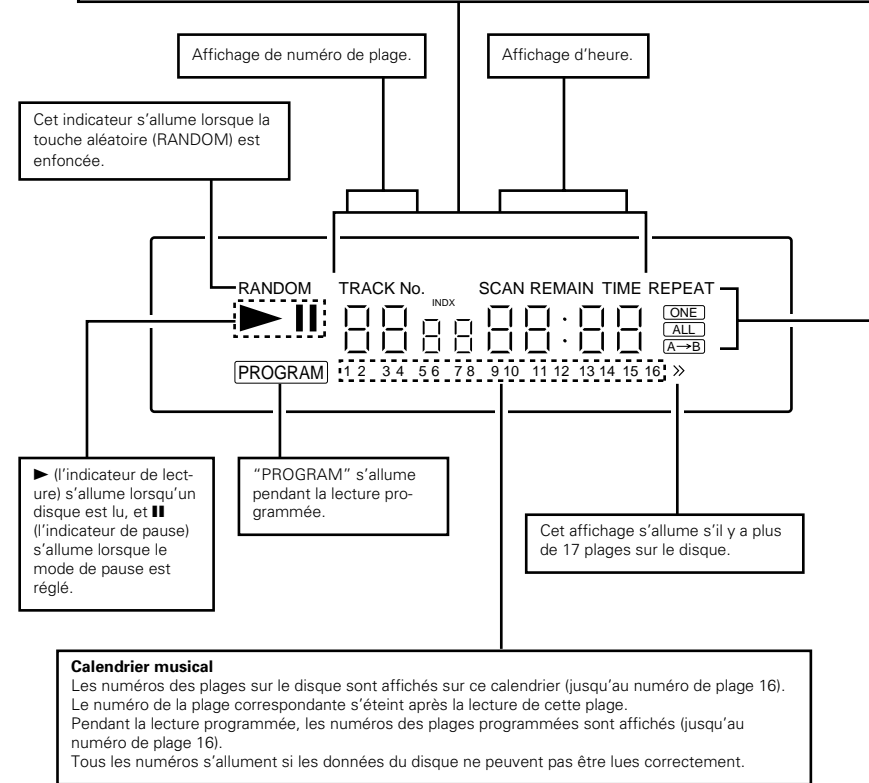 Affichage de numéro de plage.
Affichage d'heure.
Cet indicateur s'allume lorsque la
touche aléatoire (RANDOM) est
enfoncée.
RANDOM TRACK No. SCAN REMAIN TIME REPEAT
INDX
ONE
ALL
A→B
▶ II 88 88 88:88
PROGRAM 1 2 3 4 5 6 7 8 9 10 11 12 13 14 15 16 »
► (l'indicateur de lect-
ure) s'allume lorsqu'un
disque est lu, et II
(l'indicateur de pause)
s'allume lorsque le
mode de pause est
réglé.
"PROGRAM" s'allume
pendant la lecture pro-
grammée.
Cet affichage s'allume s'il y a plus
de 17 plages sur le disque.
Calendrier musical
Les numéros des plages sur le disque sont affichés sur ce calendrier (jusqu'au numéro de plage 16).
Le numéro de la plage correspondante s'éteint après la lecture de cette plage.
Pendant la lecture programmée, les numéros des plages programmées sont affichés (jusqu'au
numéro de plage 16).
Tous les numéros s'allument si les données du disque ne peuvent pas être lues correctement.